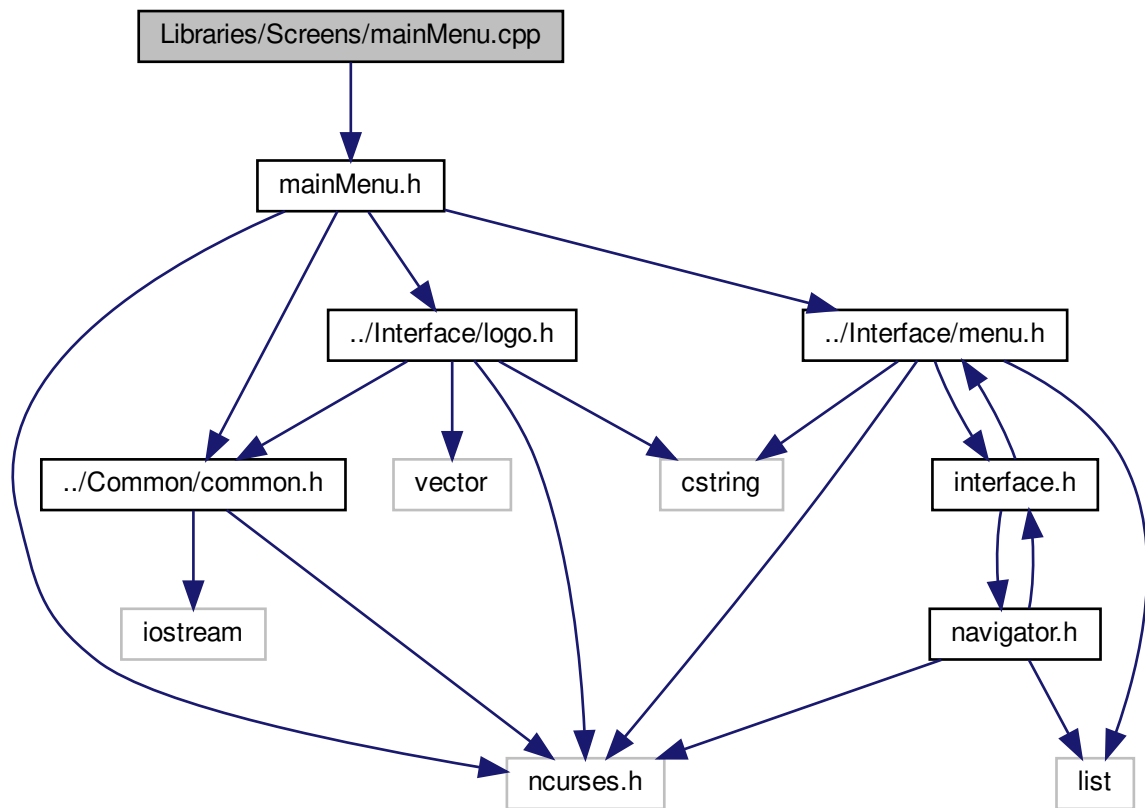 Libraries/Screens/mainMenu.cpp
mainMenu.h
../Interface/logo.h
../Interface/menu.h
../Common/common.h
vector
cstring
interface.h
iostream
navigator.h
ncurses.h
list